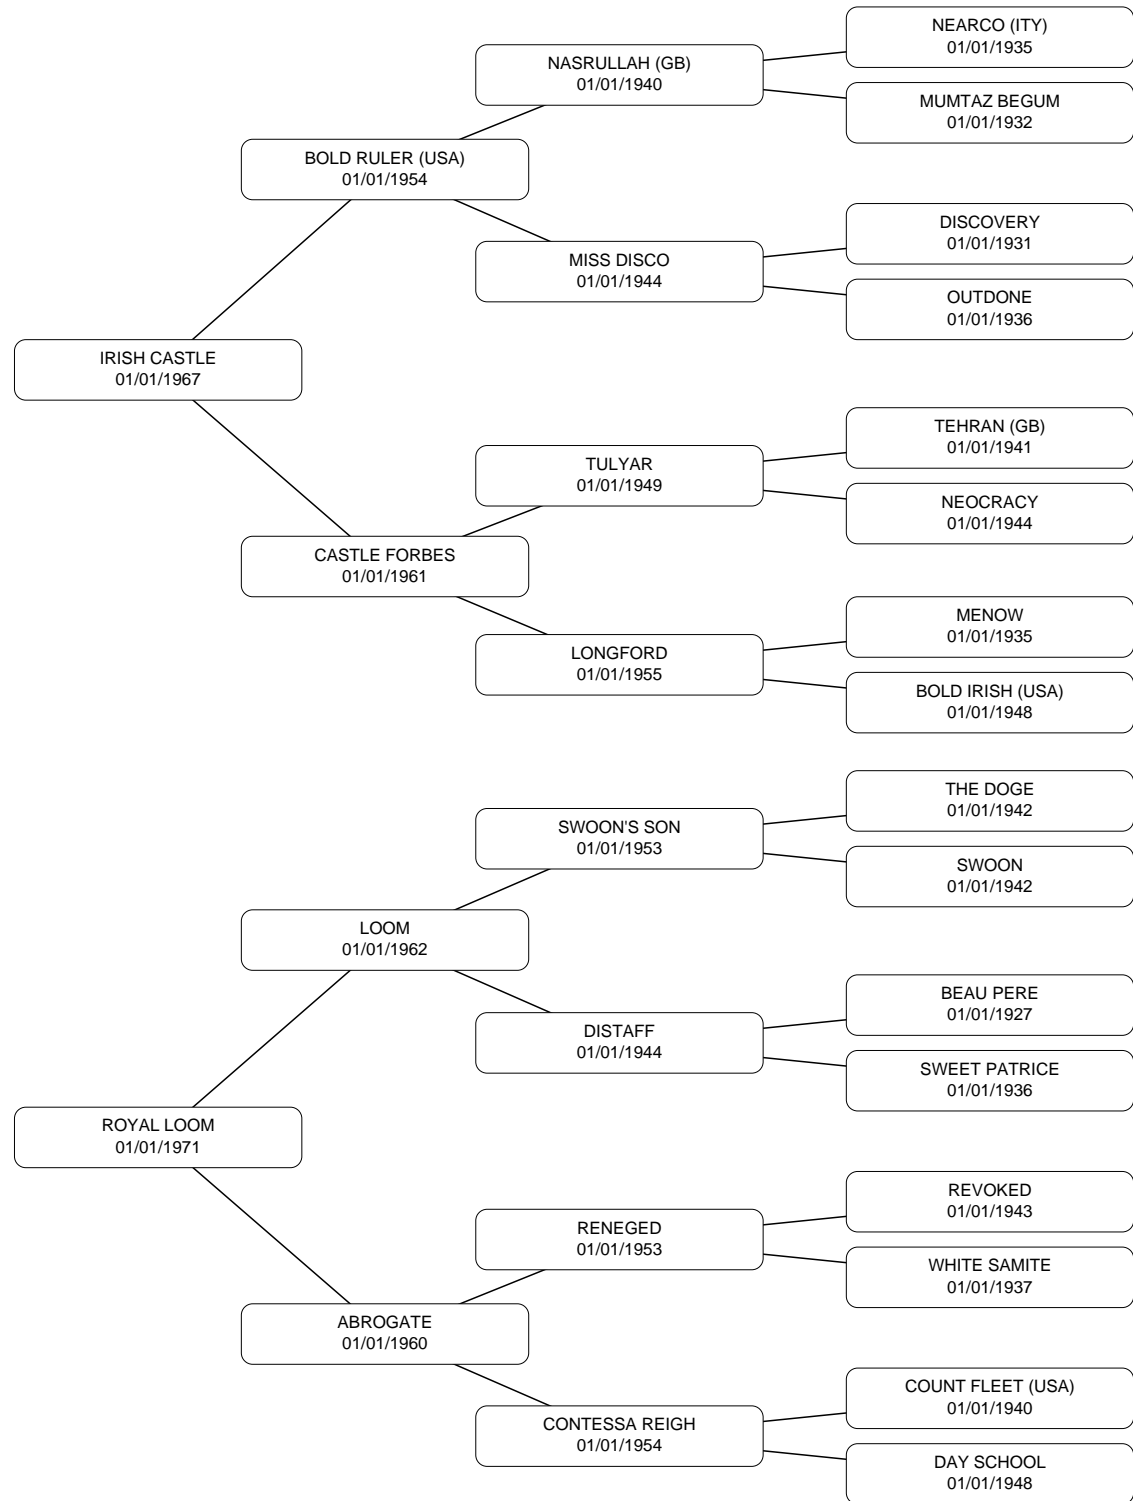 NEARCO (ITY)
01/01/1935
NASRULLAH (GB)
01/01/1940
MUMTAZ BEGUM
01/01/1932
BOLD RULER (USA)
01/01/1954
DISCOVERY
01/01/1931
MISS DISCO
01/01/1944
OUTDONE
01/01/1936
IRISH CASTLE
01/01/1967
TEHRAN (GB)
01/01/1941
TULYAR
01/01/1949
NEOCRACY
01/01/1944
CASTLE FORBES
01/01/1961
MENOW
01/01/1935
LONGFORD
01/01/1955
BOLD IRISH (USA)
01/01/1948
THE DOGE
01/01/1942
SWOON'S SON
01/01/1953
SWOON
01/01/1942
LOOM
01/01/1962
BEAU PERE
01/01/1927
DISTAFF
01/01/1944
SWEET PATRICE
01/01/1936
ROYAL LOOM
01/01/1971
REVOKED
01/01/1943
RENEGED
01/01/1953
WHITE SAMITE
01/01/1937
ABROGATE
01/01/1960
COUNT FLEET (USA)
01/01/1940
CONTESSA REIGH
01/01/1954
DAY SCHOOL
01/01/1948